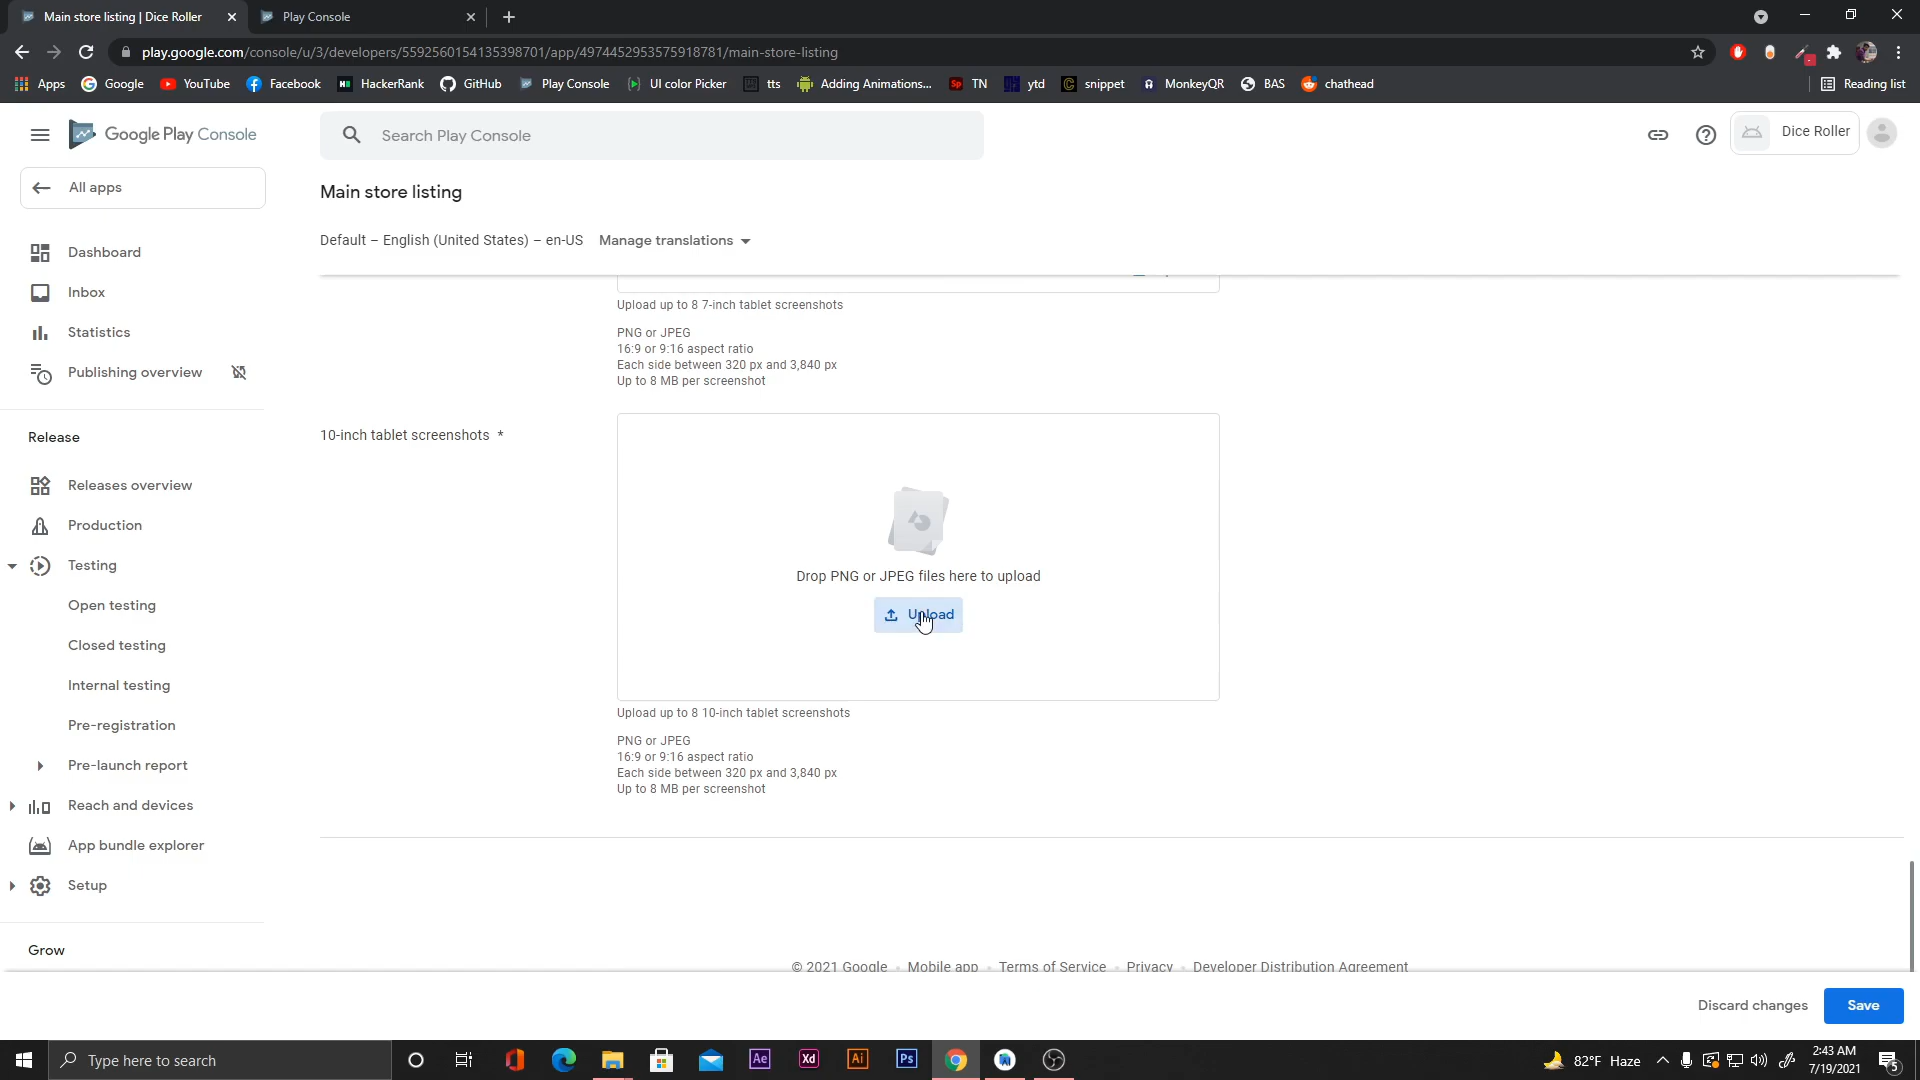 Main store listing | Dice Roller
Play Console
play.google.com/console/u/3/developers/5592560154135398701/app/4974452953575918781/main-store-listing
Apps
Google
YouTube
Facebook
HackerRank
GitHub
Play Console
UI color Picker
tts
Adding Animations...
Sp
TN
ytd
snippet
MonkeyQR
BAS
chathead
Reading list
Google Play Console
Search Play Console
Dice Roller
All apps
Main store listing
Default – English (United States) – en-US
Manage translations
Dashboard
Inbox
Statistics
Publishing overview
Release
Releases overview
Production
Testing
Open testing
Closed testing
Internal testing
Pre-registration
Pre-launch report
Reach and devices
App bundle explorer
Setup
Grow
Upload up to 8 7-inch tablet screenshots
PNG or JPEG
16:9 or 9:16 aspect ratio
Each side between 320 px and 3,840 px
Up to 8 MB per screenshot
10-inch tablet screenshots *
Drop PNG or JPEG files here to upload
Upload
Upload up to 8 10-inch tablet screenshots
PNG or JPEG
16:9 or 9:16 aspect ratio
Each side between 320 px and 3,840 px
Up to 8 MB per screenshot
© 2021 Google · Mobile app · Terms of Service · Privacy · Developer Distribution Agreement
Discard changes
Save
Type here to search
Ae
Xd
Ai
Ps
82°F Haze
2:43 AM
7/19/2021
5